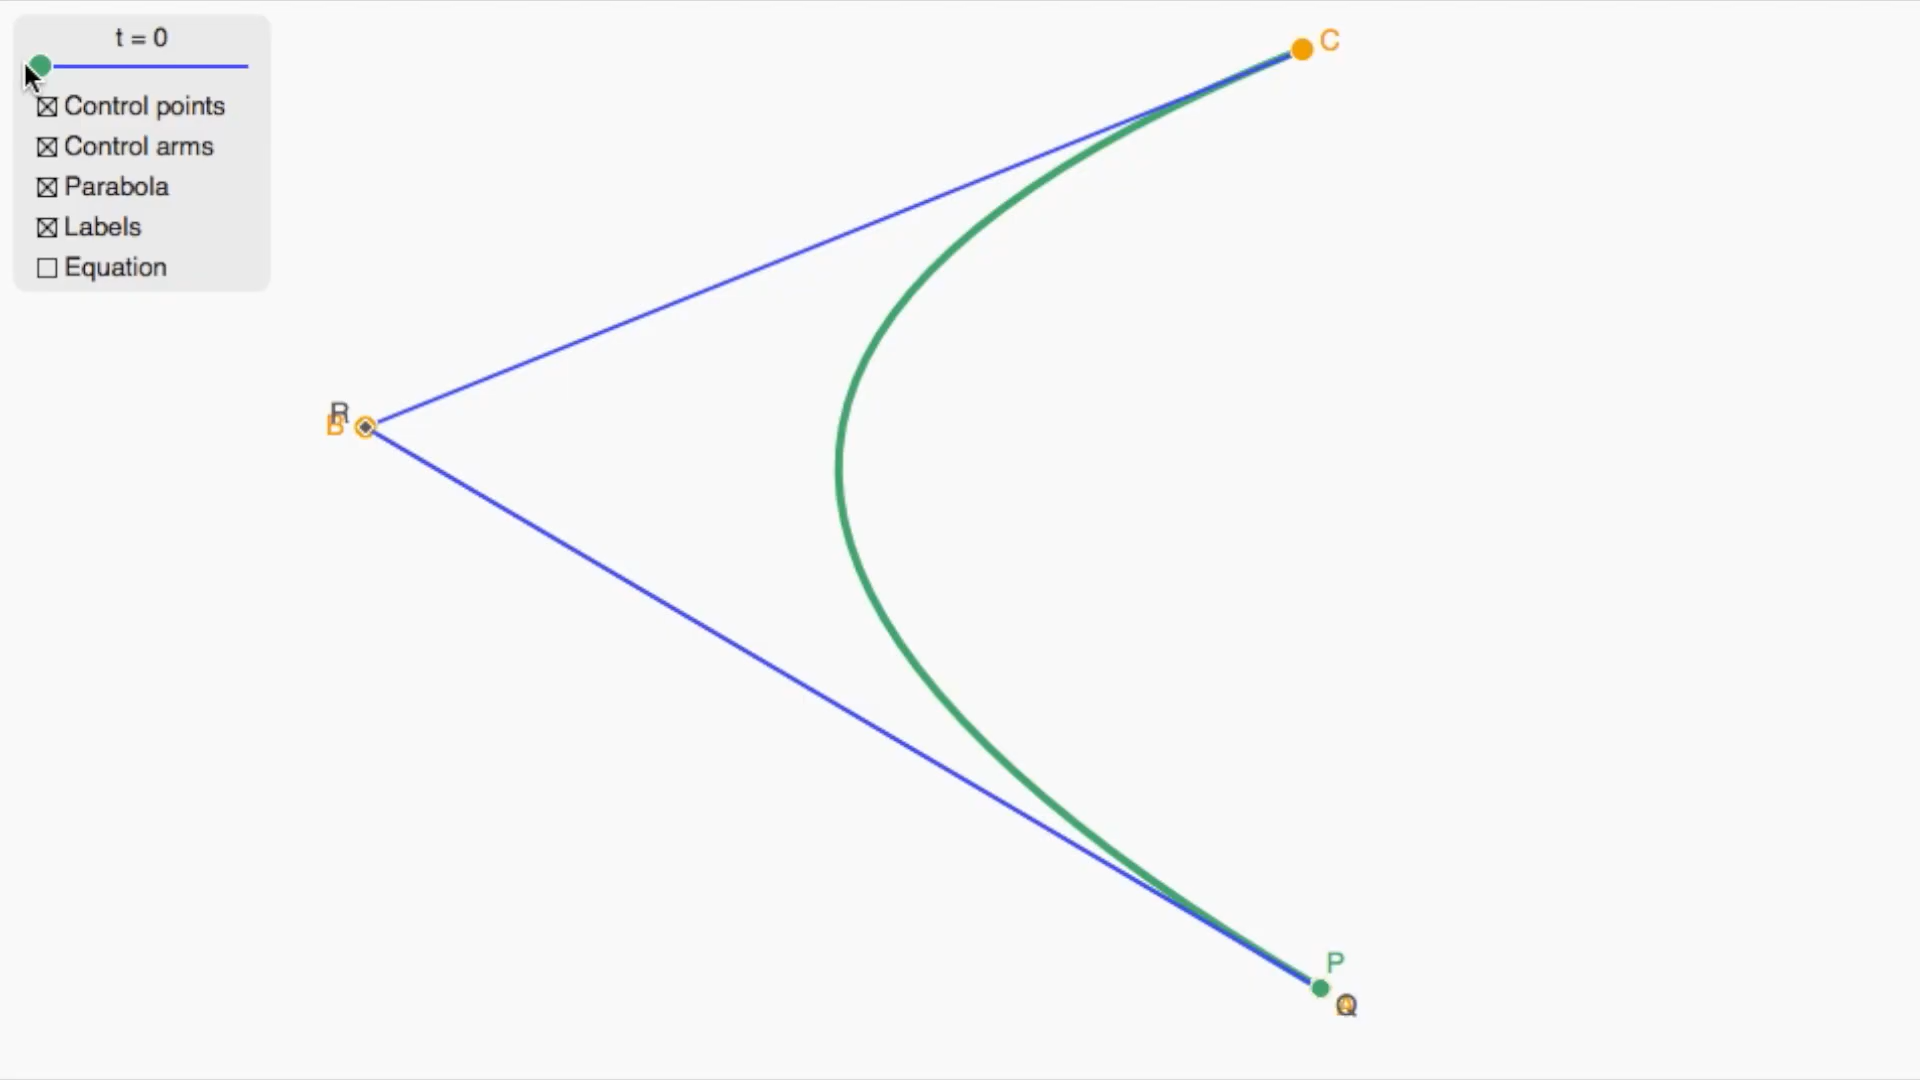 t = 0
Control points
Control arms
Parabola
Labels
Equation
C
R
B
P
Q